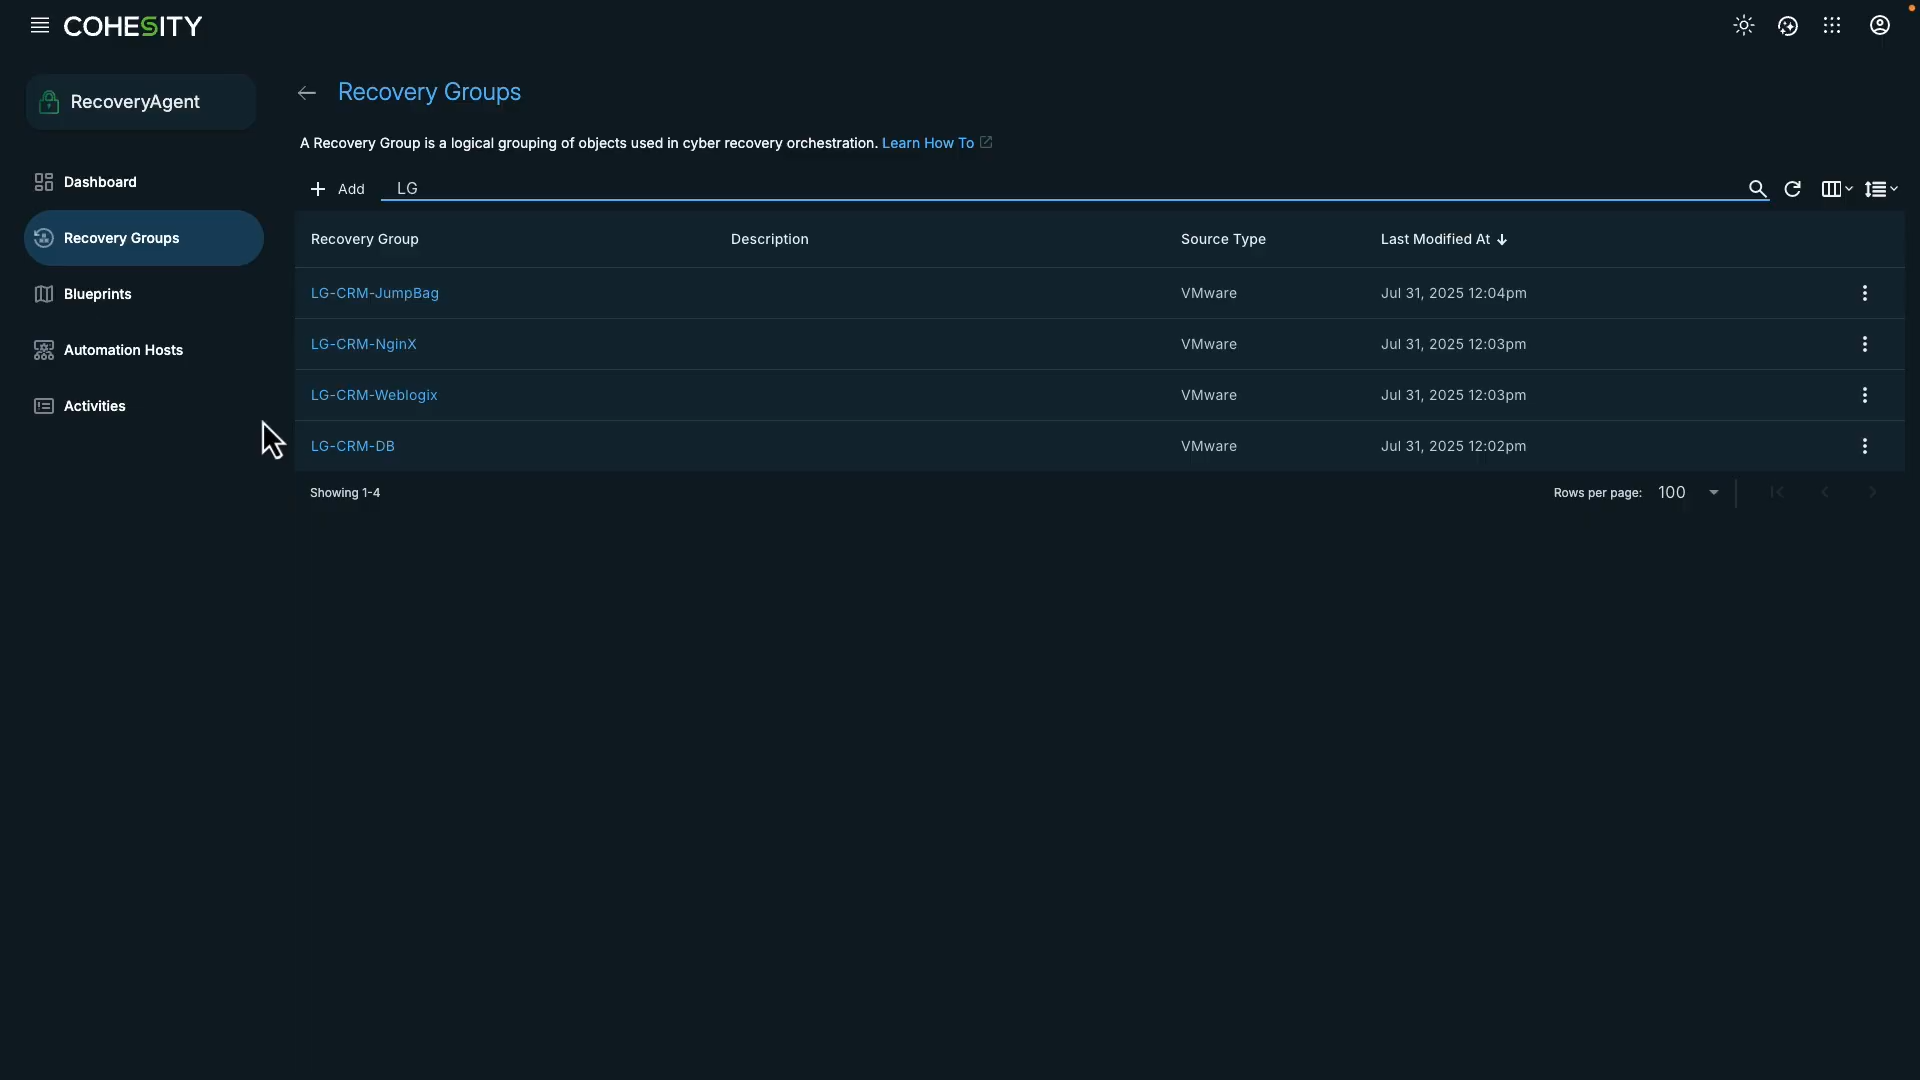 COHESITY
RecoveryAgent
Dashboard
Recovery Groups
Blueprints
Automation Hosts
Activities
Recovery Groups
A Recovery Group is a logical grouping of objects used in cyber recovery orchestration. Learn How To
Add LG
Recovery Group Description Source Type Last Modified At
LG-CRM-JumpBag VMware Jul 31, 2025 12:04pm
LG-CRM-NginX VMware Jul 31, 2025 12:03pm
LG-CRM-Weblogix VMware Jul 31, 2025 12:03pm
LG-CRM-DB VMware Jul 31, 2025 12:02pm
Showing 1-4 Rows per page: 100